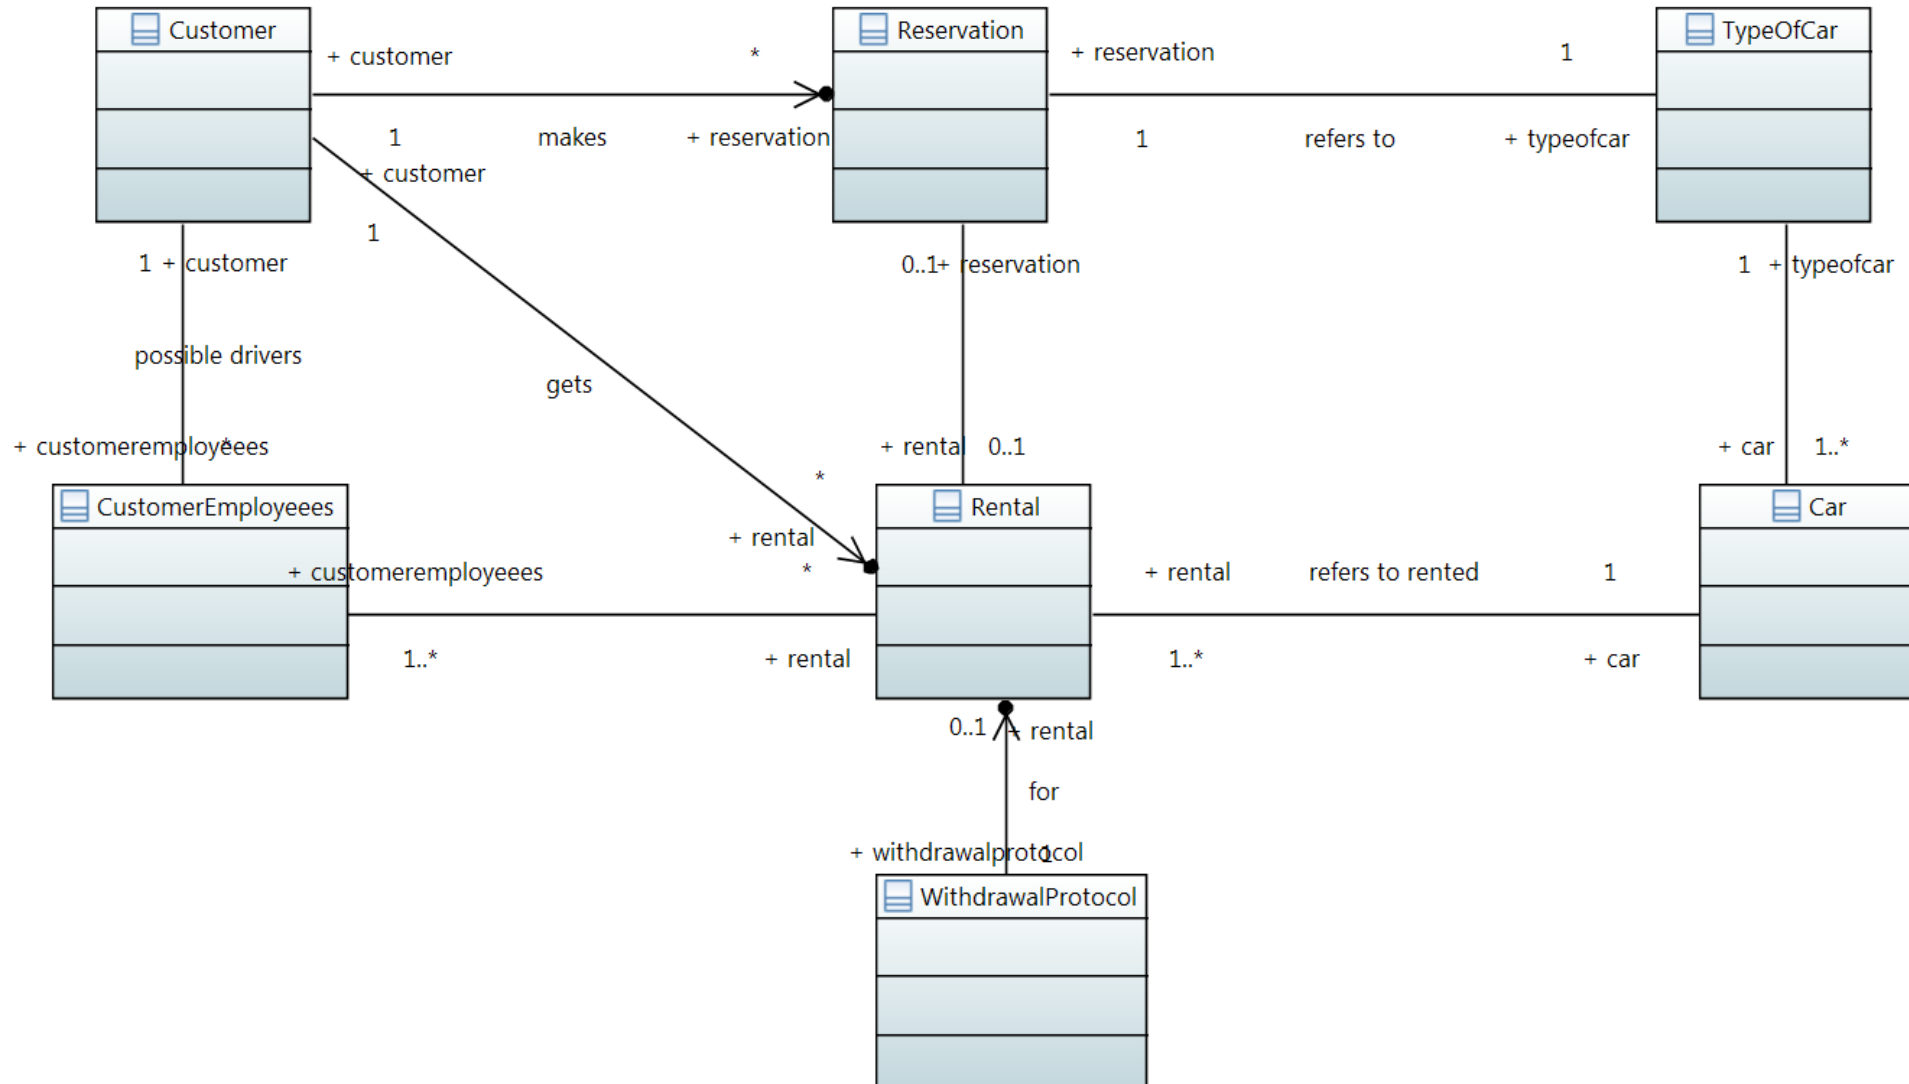 Customer
Reservation
TypeOfCar
+ customer
*
+ reservation
1
1
makes
+ reservation
1
refers to
+ typeofcar
+ customer
1
1 + customer
0..1+ reservation
1 + typeofcar
possible drivers
gets
+ customeremployeees
*
+ rental 0..1
+ car 1..*
*
CustomerEmployeees
Rental
Car
+ rental
+ customeremployeees
*
+ rental
refers to rented
1
1..*
+ rental
1..*
+ car
0..1 + rental
for
+ withdrawalprotocol
1
WithdrawalProtocol